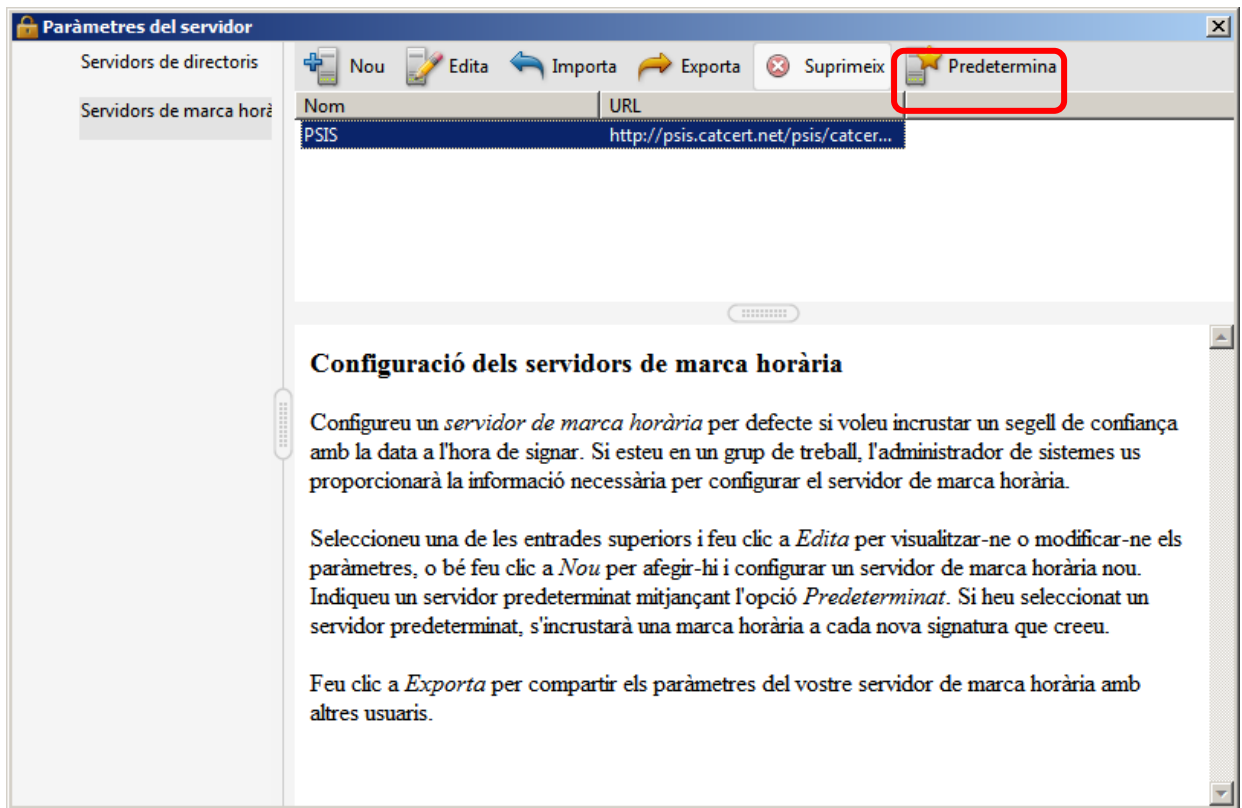 Paràmetres del servidor
Servidors de directoris
Servidors de marca horà
Nou Edita Importa Exporta Suprimeix Predetermina
Nom URL
PSIS http://psis.catcert.net/psis/catcer...
Configuració dels servidors de marca horària
Configureu un servidor de marca horària per defecte si voleu incrustar un segell de confiança
amb la data a l'hora de signar. Si esteu en un grup de treball, l'administrador de sistemes us
proporcionarà la informació necessària per configurar el servidor de marca horària.
Seleccioneu una de les entrades superiors i feu clic a Edita per visualitzar-ne o modificar-ne els
paràmetres, o bé feu clic a Nou per afegir-hi i configurar un servidor de marca horària nou.
Indiqueu un servidor predeterminat mitjançant l'opció Predeterminat. Si heu seleccionat un
servidor predeterminat, s'incrustarà una marca horària a cada nova signatura que creeu.
Feu clic a Exporta per compartir els paràmetres del vostre servidor de marca horària amb
altres usuaris.